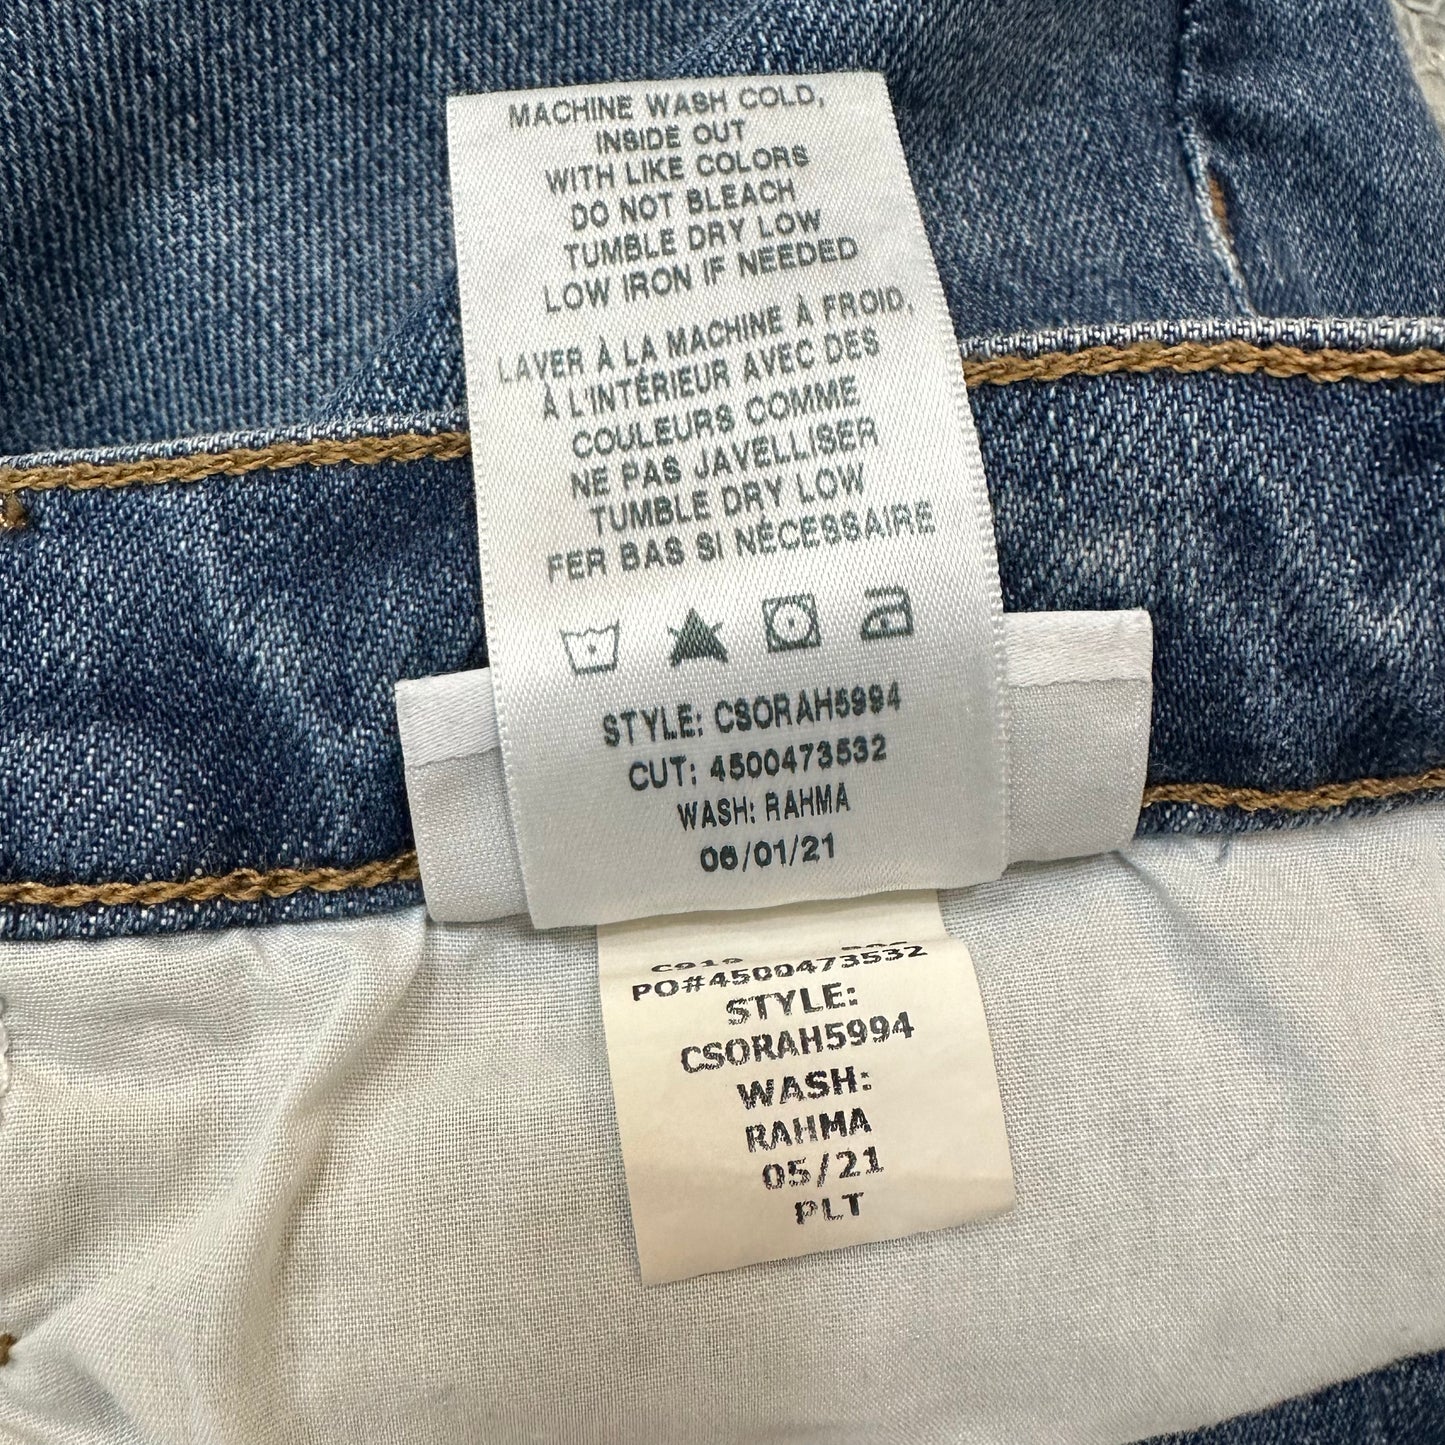 MACHINE WASH COLD,
INSIDE OUT
WITH LIKE COLORS
DO NOT BLEACH
TUMBLE DRY LOW
LOW IRON IF NEEDED
LAVER À LA MACHINE À FROID,
À L'INTÉRIEUR AVEC DES
COULEURS COMME
NE PAS JAVELLISER
TUMBLE DRY LOW
FER BAS SI NÉCESSAIRE
STYLE: CSORAH5994
CUT: 4500473532
WASH: RAHMA
06/01/21
PO#4500473532
STYLE:
CSORAH5994
WASH:
RAHMA
05/21
PLT